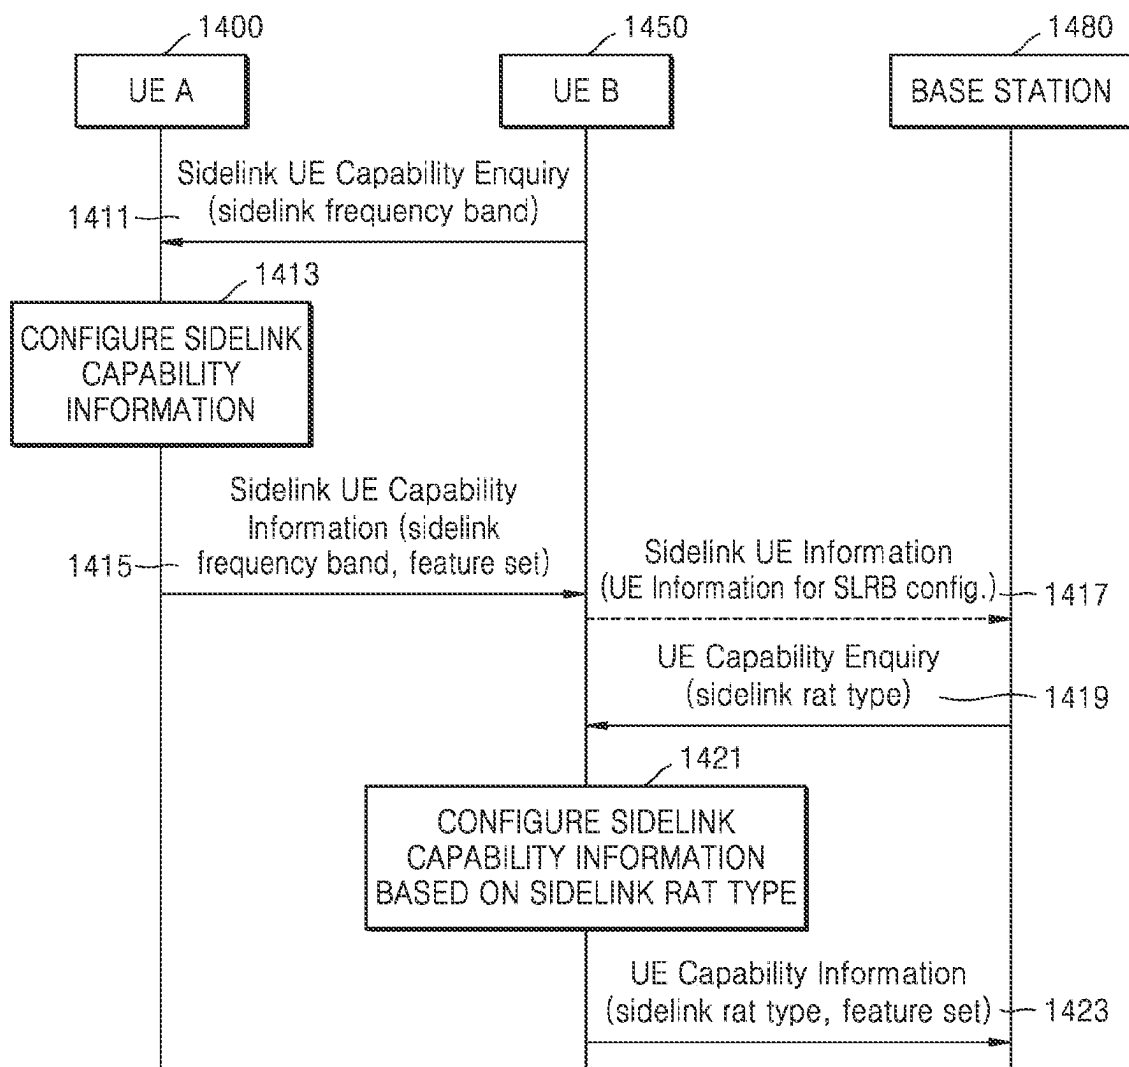 1400
1450
1480
UE A
UE B
BASE STATION
Sidelink UE Capability Enquiry
(sidelink frequency band)
1411
1413
CONFIGURE SIDELINK
CAPABILITY
INFORMATION
Sidelink UE Capability
Information (sidelink
frequency band, feature set)
1415
Sidelink UE Information
(UE Information for SLRB config.)
1417
UE Capability Enquiry
(sidelink rat type)
1419
1421
CONFIGURE SIDELINK
CAPABILITY INFORMATION
BASED ON SIDELINK RAT TYPE
UE Capability Information
(sidelink rat type, feature set)
1423